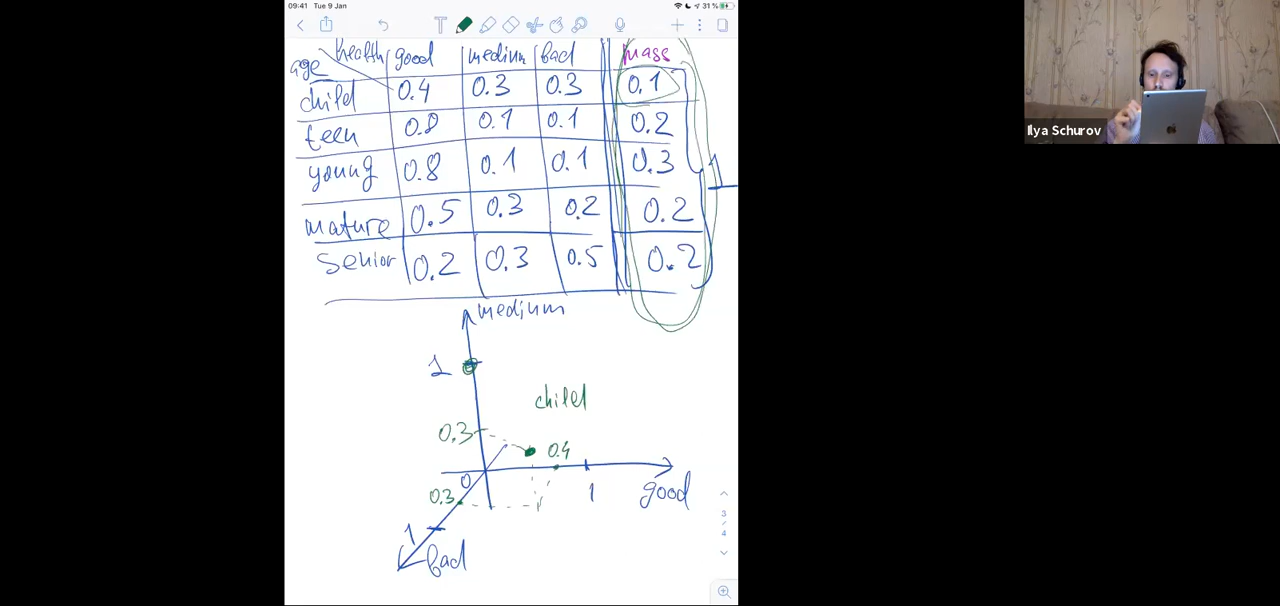 09:41 Tue 9 Jan 31 %
health good medium bad mass
age
child 0.4 0.3 0.3 0.1
teen 0.8 0.1 0.1 0.2
young 0.8 0.1 0.1 0.3 1
mature 0.5 0.3 0.2 0.2
senior 0.2 0.3 0.5 0.2
medium
1
child
0.3
0.4
0
0.3
1
good
1
bad
3
/
4
Ilya Schurov